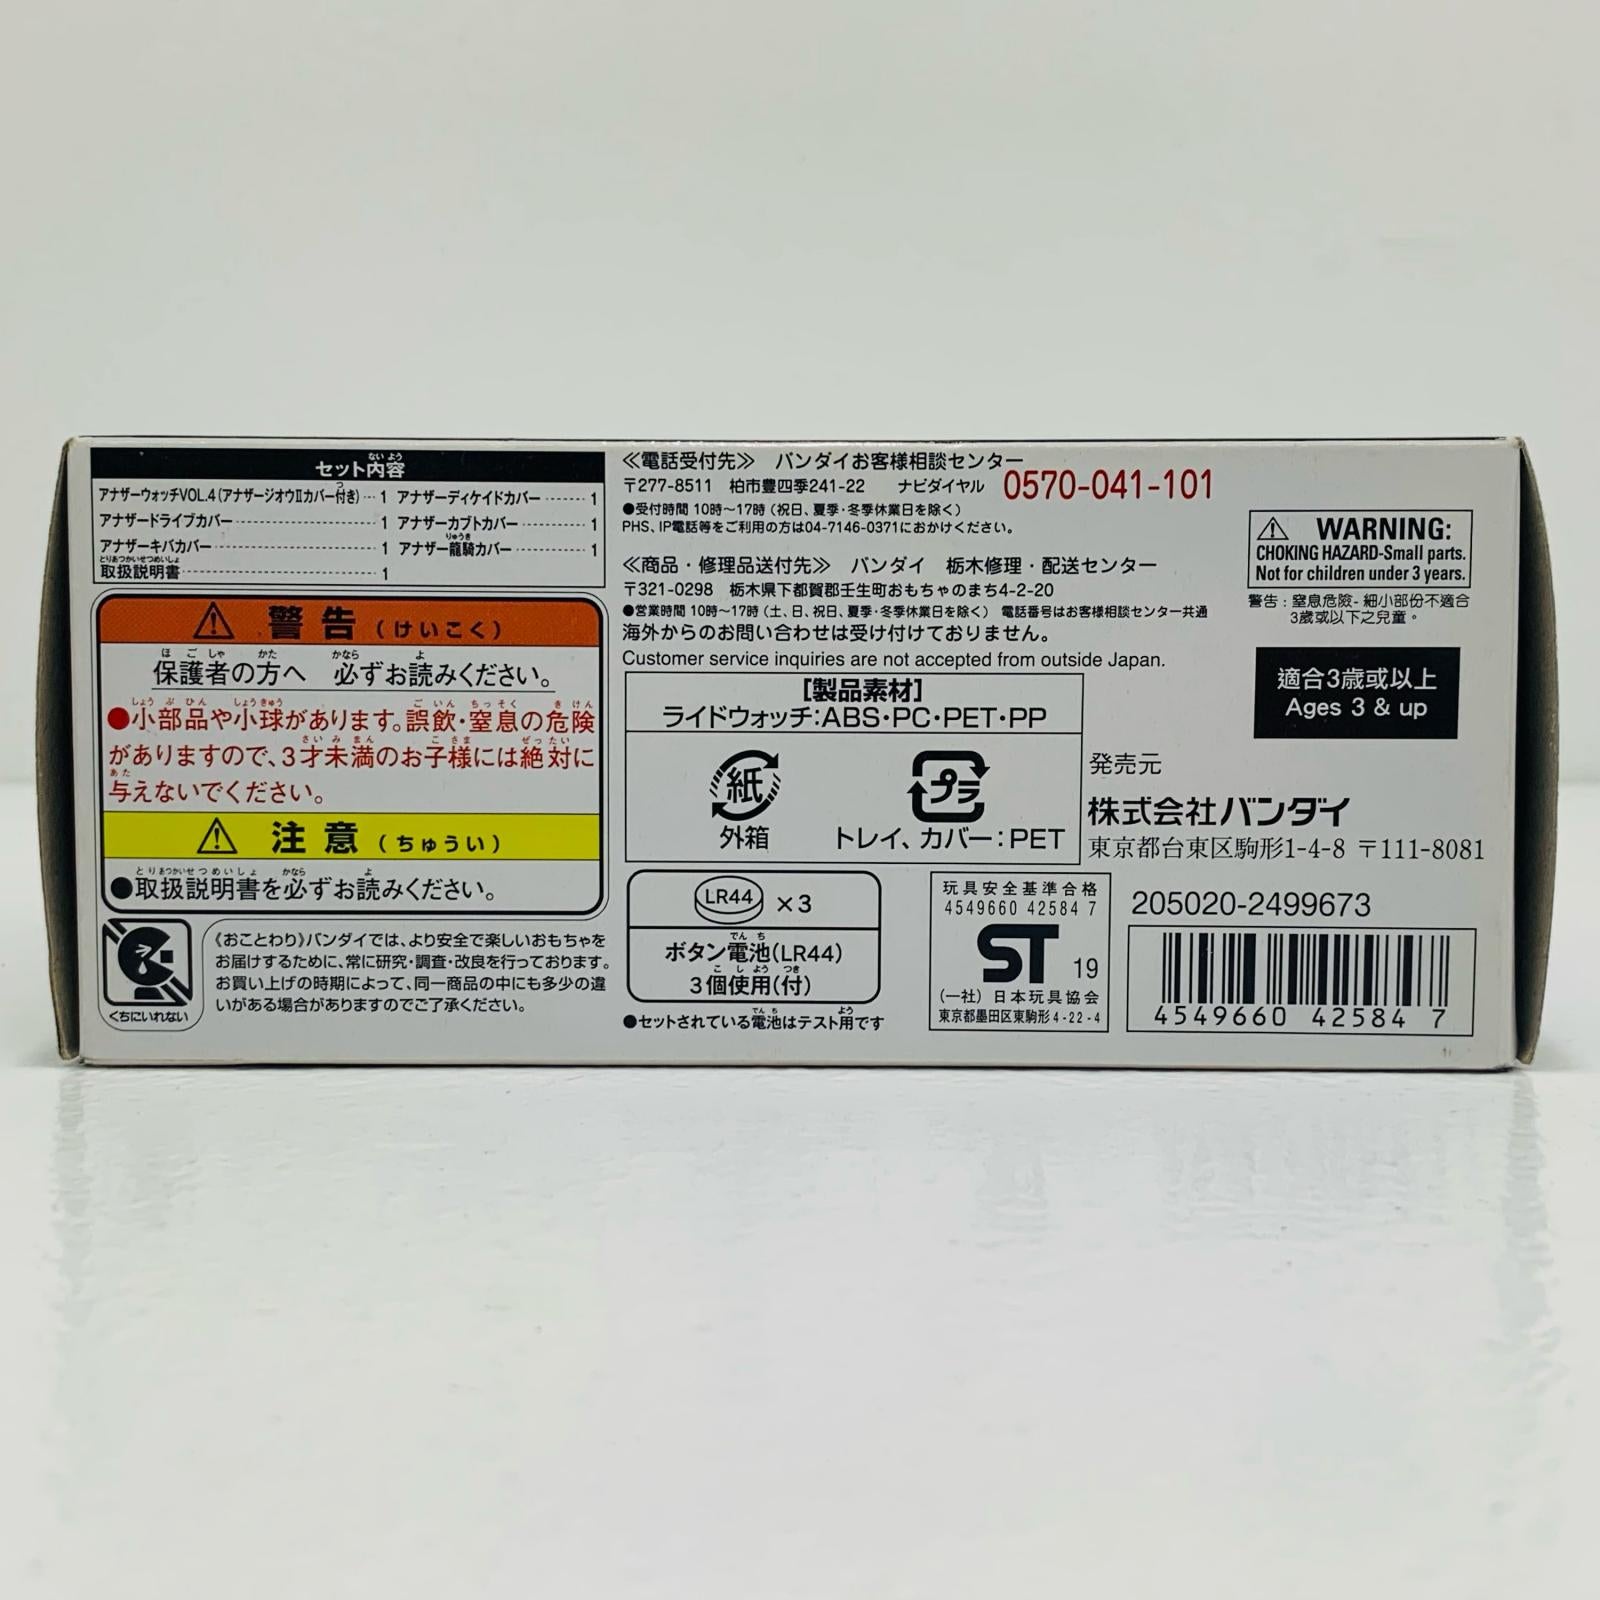 セット内容
ないよう
アナザーウォッチVOL.4(アナザージオウⅡカバー付き)…1 アナザーディケイドカバー…1
アナザードライブカバー…1 アナザーカブトカバー…1
アナザーキバカバー…1 アナザー龍騎カバー…1
取扱説明書…1
警告(けいこく)
保護者の方へ 必ずお読みください。
●小部品や小球があります。誤飲・窒息の危険
がありますので、3才未満のお子様には絶対に
与えないでください。
注意(ちゅうい)
●取扱説明書を必ずお読みください。
くちにいれない
《おことわり》バンダイでは、より安全で楽しいおもちゃを
お届けするために、常に研究・調査・改良を行っております。
お買い上げの時期によって、同一商品の中にも多少の違
いがある場合がありますのでご了承ください。
≪電話受付先≫ バンダイお客様相談センター
〒277-8511 柏市豊四季241-22 ナビダイヤル 0570-041-101
●受付時間 10時～17時(祝日、夏季・冬季休業日を除く)
PHS、IP電話等をご利用の方は04-7146-0371におかけください。
≪商品・修理品送付先≫ バンダイ 栃木修理・配送センター
〒321-0298 栃木県下都賀郡壬生町おもちゃのまち4-2-20
●営業時間 10時～17時(土、日、祝日、夏季・冬季休業日を除く) 電話番号はお客様相談センター共通
海外からのお問い合わせは受け付けておりません。
Customer service inquiries are not accepted from outside Japan.
[製品素材]
ライドウォッチ:ABS・PC・PET・PP
紙
外箱
プラ
トレイ、カバー:PET
LR44 ×3
ボタン電池(LR44)
3個使用(付)
●セットされている電池はテスト用です
WARNING:
CHOKING HAZARD-Small parts.
Not for children under 3 years.
警告:窒息危險-細小部份不適合
3歲或以下之兒童。
適合3歲或以上
Ages 3 & up
発売元
株式会社バンダイ
東京都台東区駒形1-4-8 〒111-8081
玩具安全基準合格
4549660 42584 7
ST 19
(一社) 日本玩具協会
東京都墨田区東駒形4-22-4
205020-2499673
4549660 42584 7